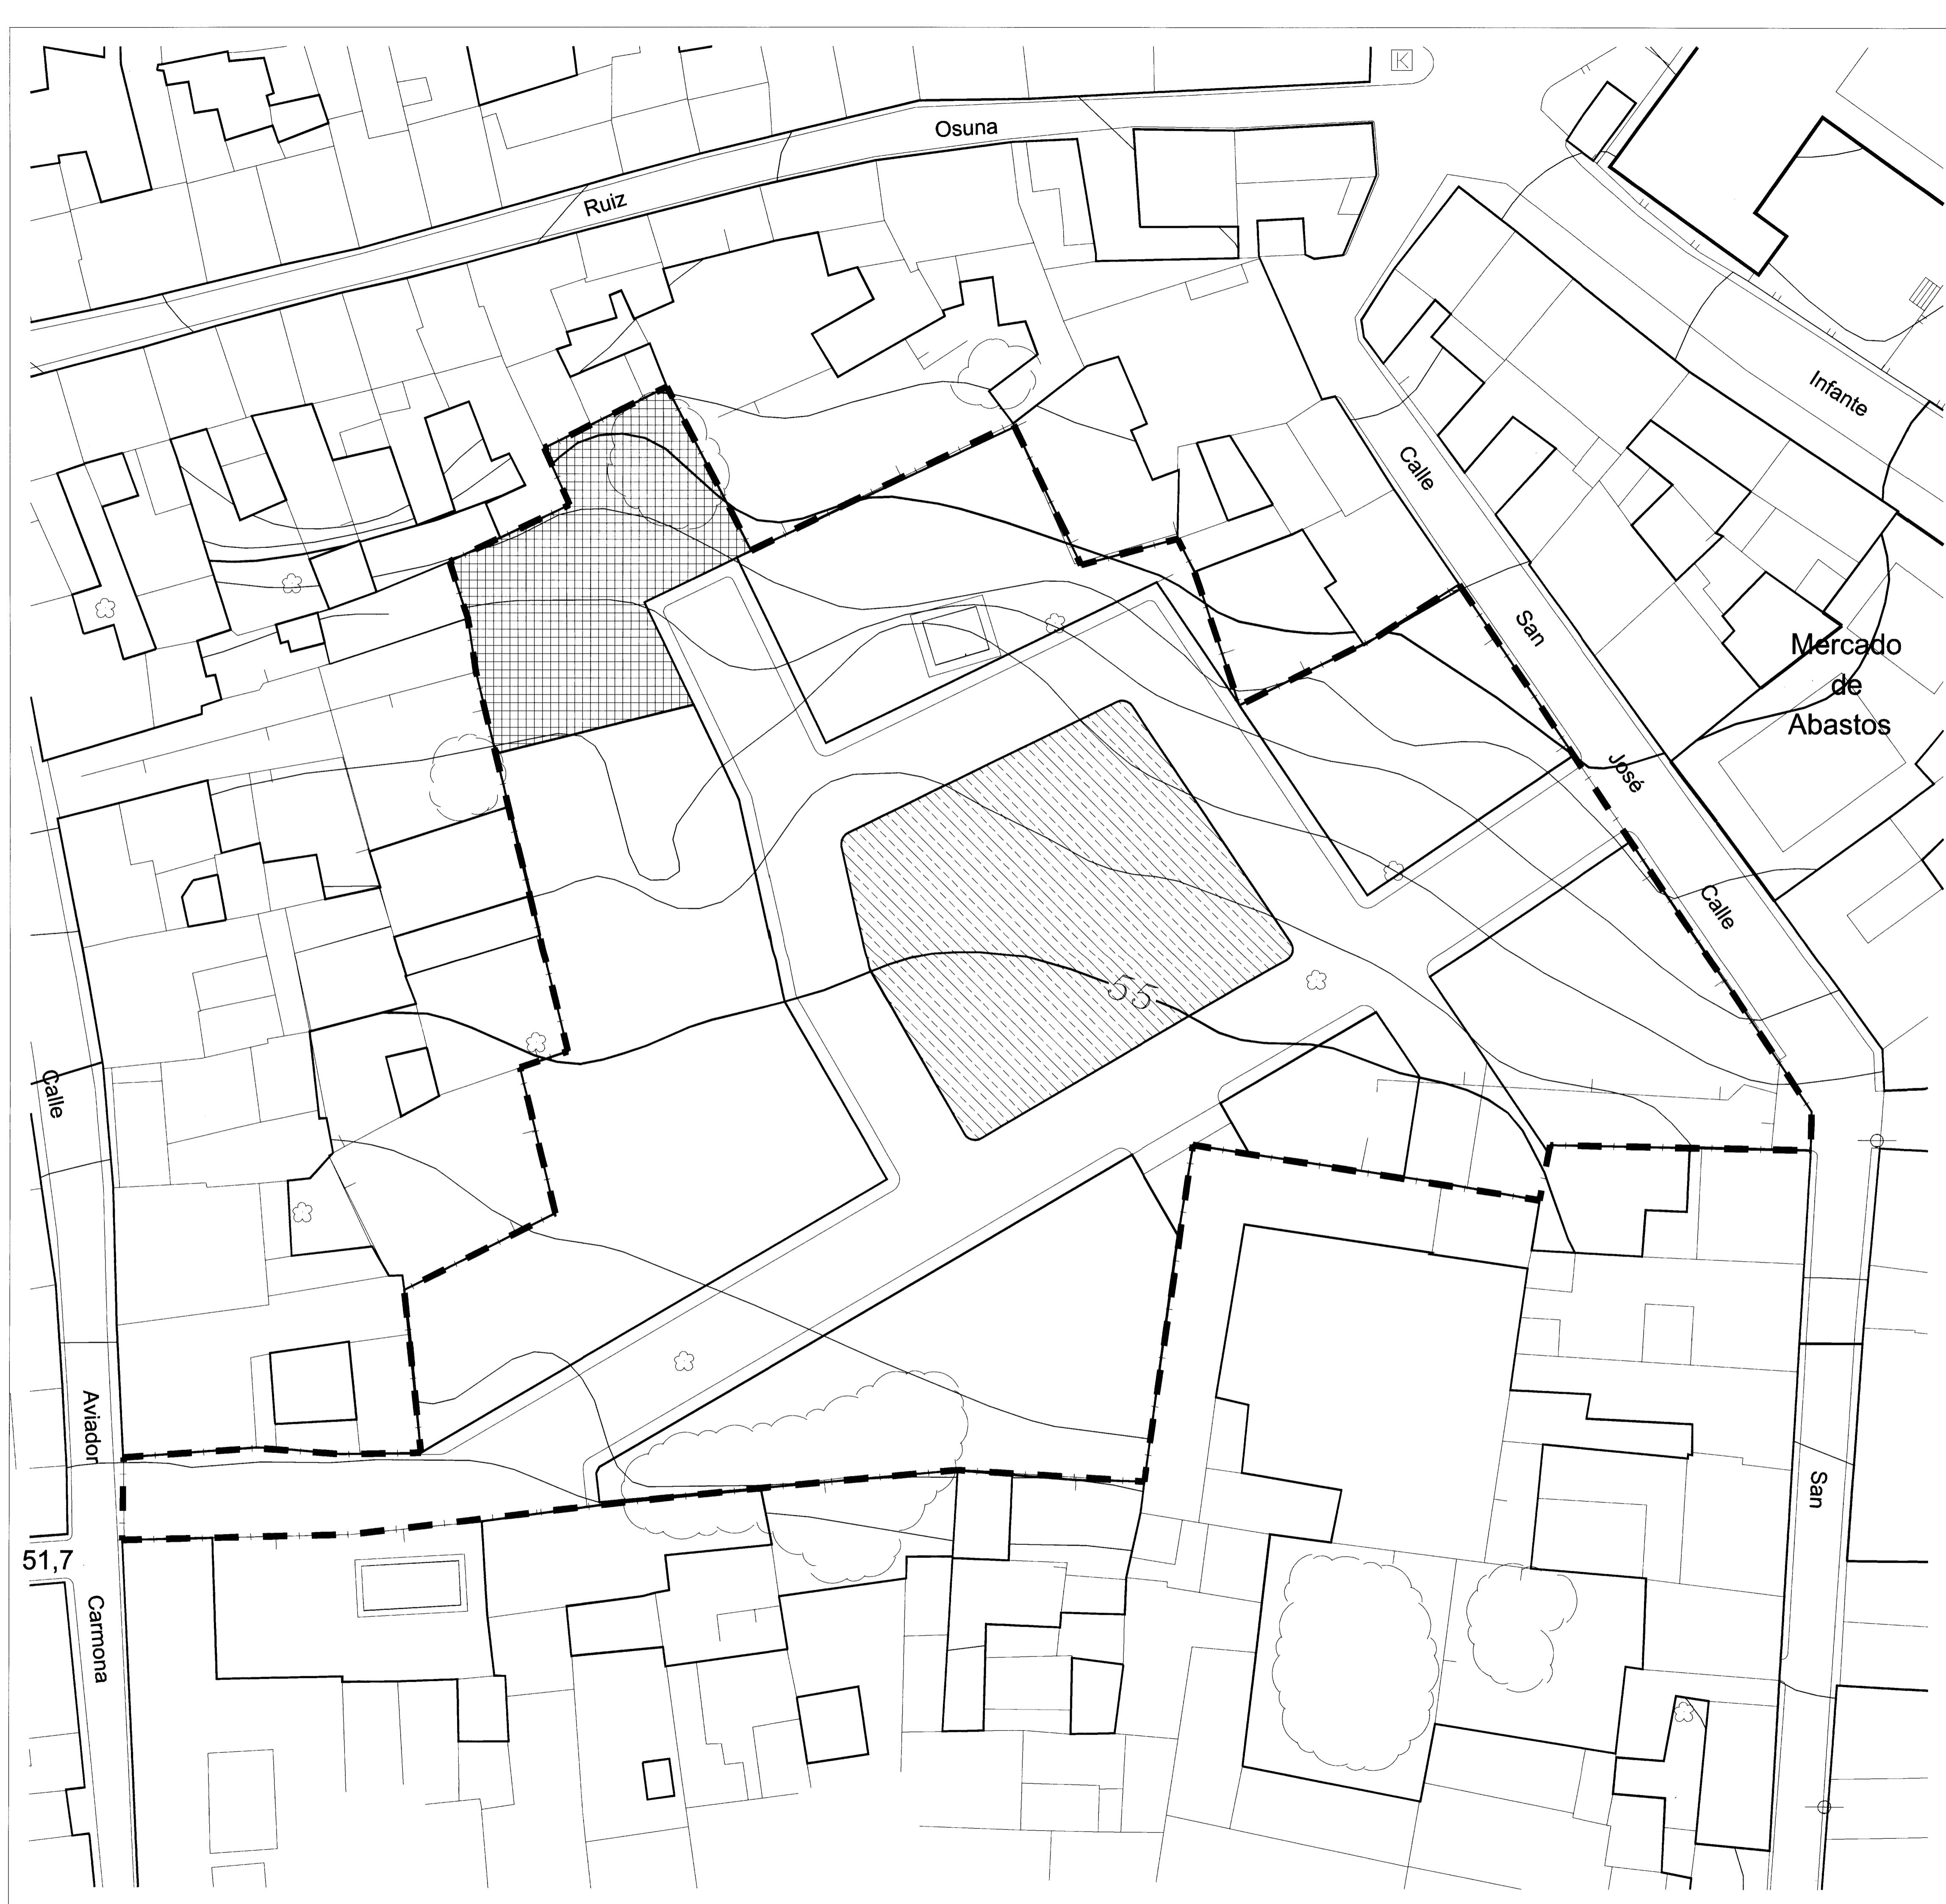 K
Osuna
Ruiz
Infante
Calle
San
Mercado
de
Abastos
José
Calle
55
Calle
Aviador
San
51,7
Carmona